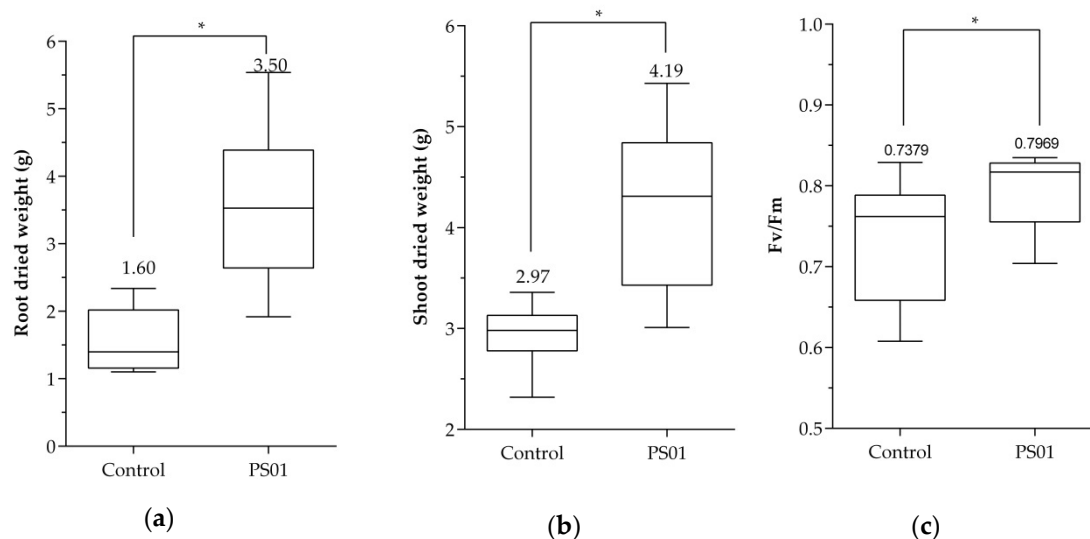 *
6
5
4
3
2
1
0
Root dried weight (g)
1.60
3.50
Control
PS01
(a)
*
6
5
4
3
2
Shoot dried weight (g)
2.97
4.19
Control
PS01
(b)
*
1.0
0.9
0.8
0.7
0.6
0.5
Fv/Fm
0.7379
0.7969
Control
PS01
(c)